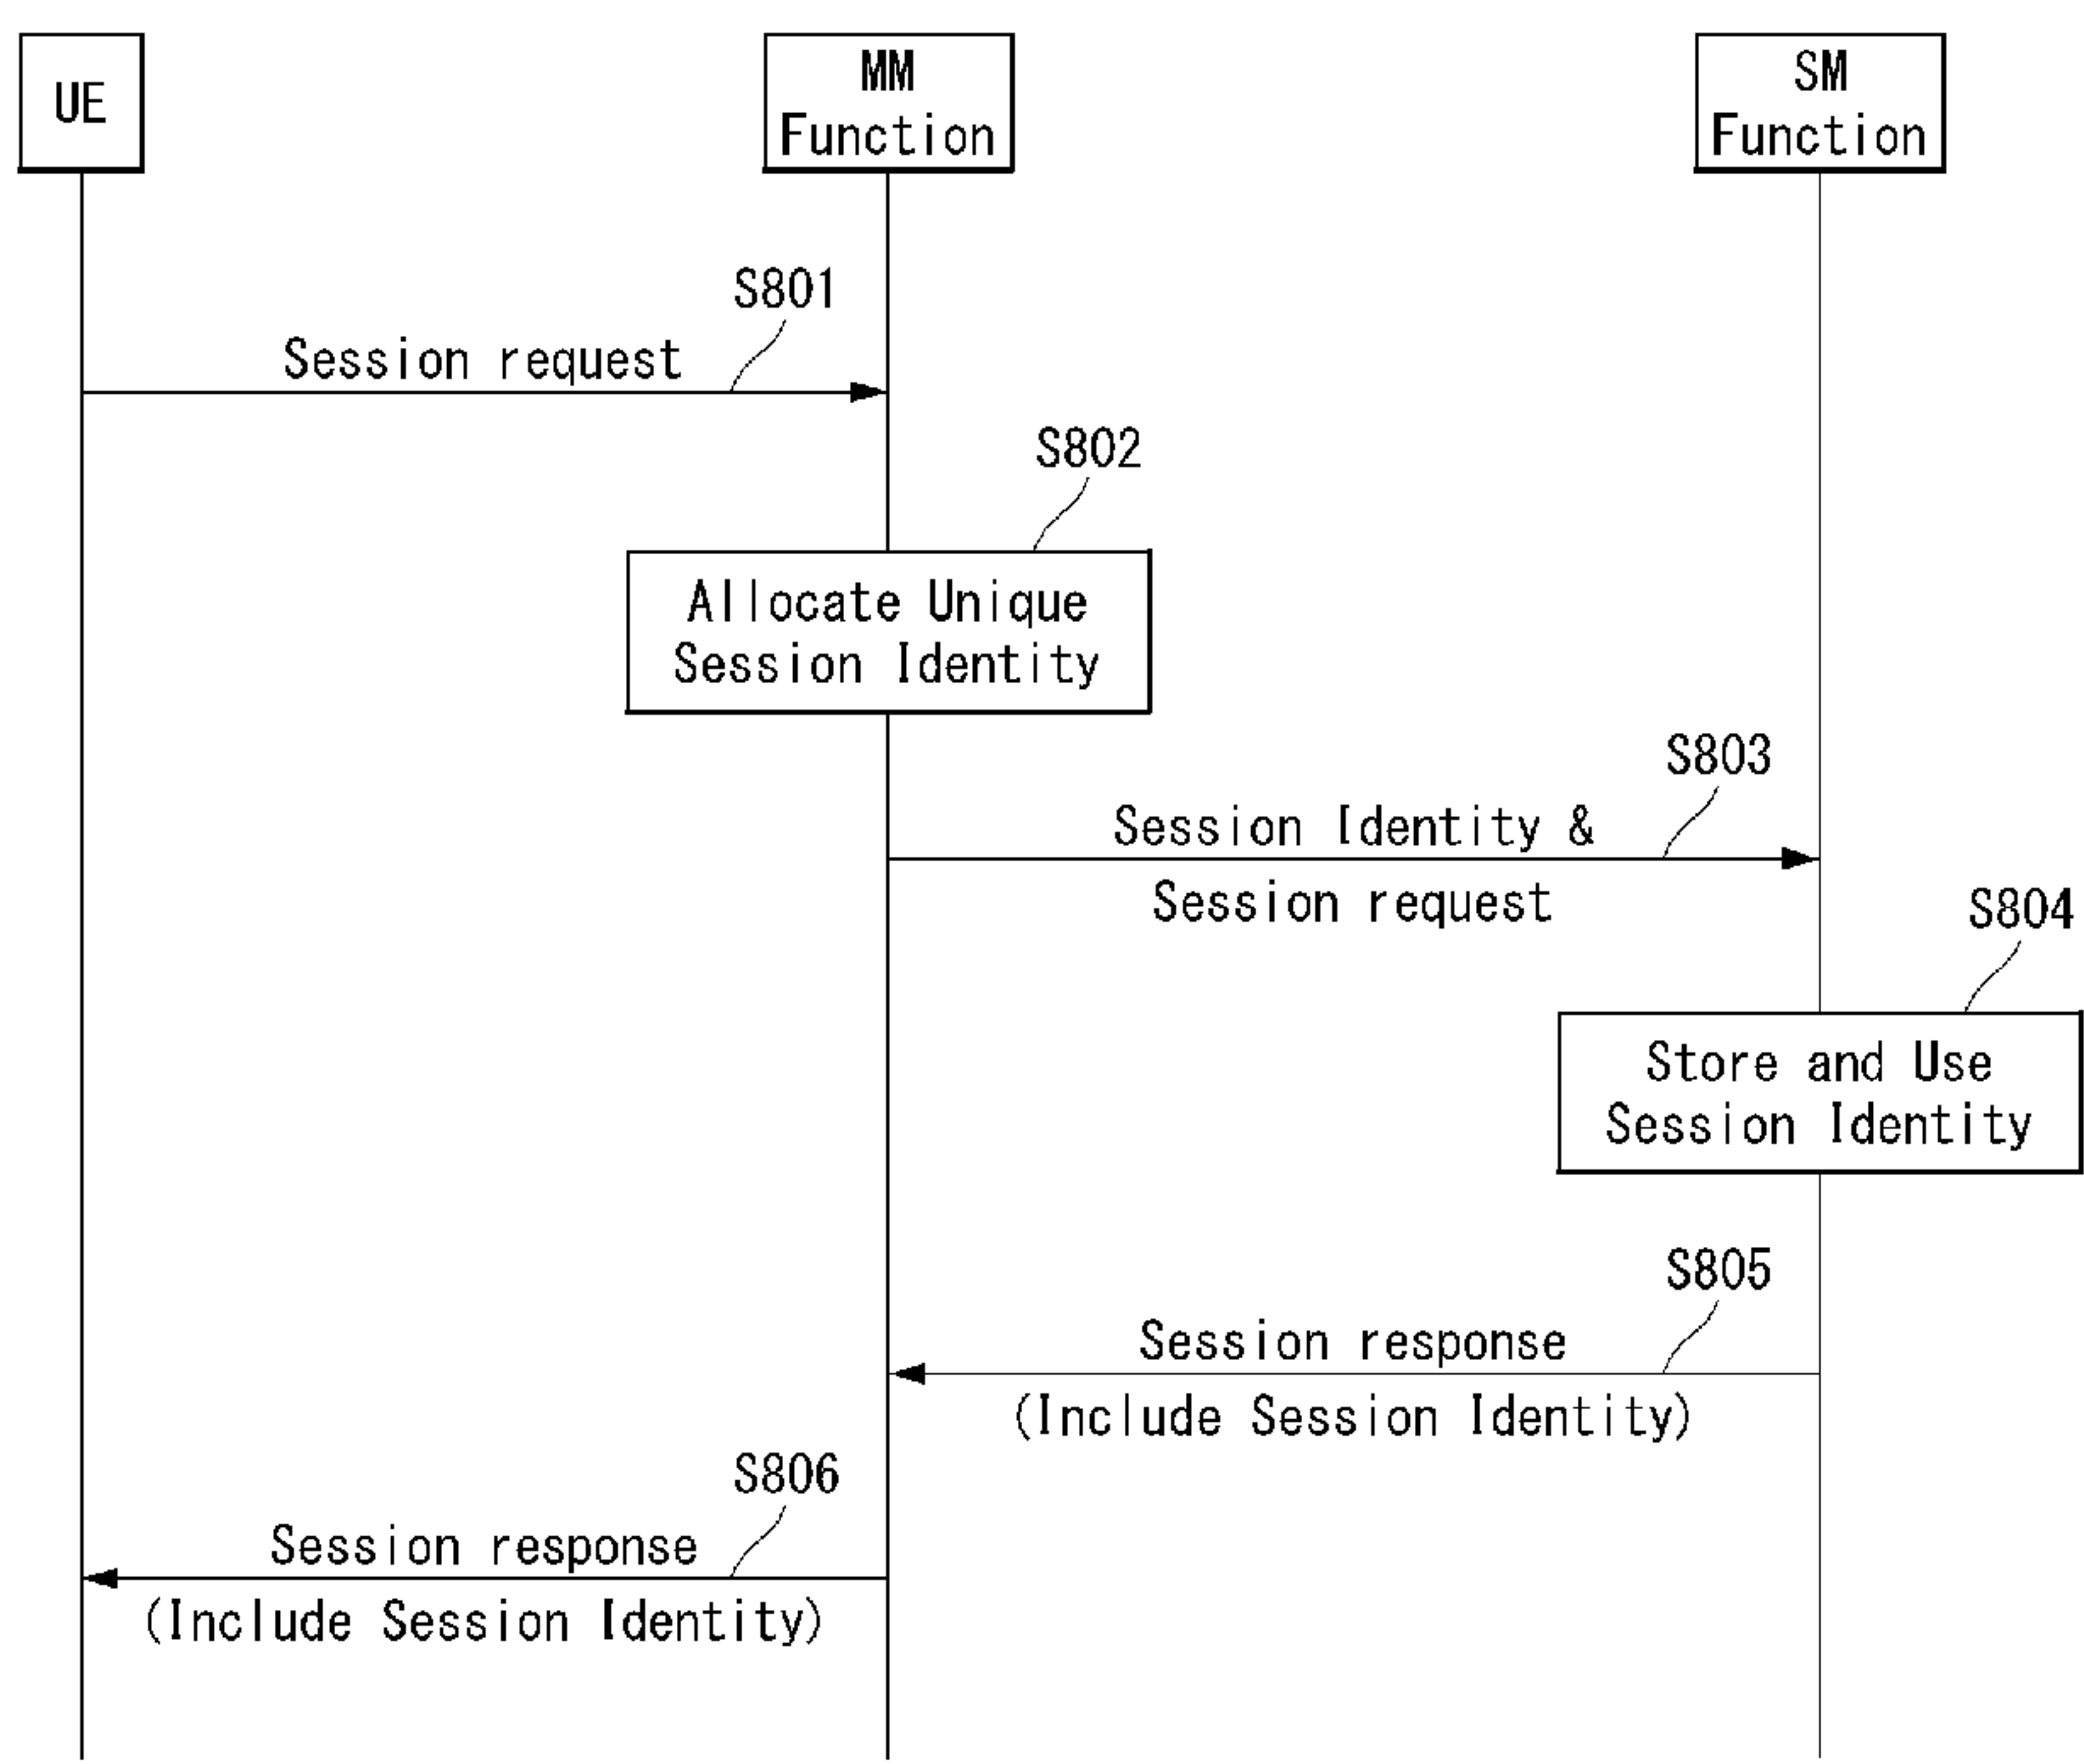 UE
MM
Function
SM
Function
S801
Session request
S802
Allocate Unique
Session Identity
S803
Session Identity &
Session request
S804
Store and Use
Session Identity
S805
Session response
(Include Session Identity)
S806
Session response
(Include Session Identity)